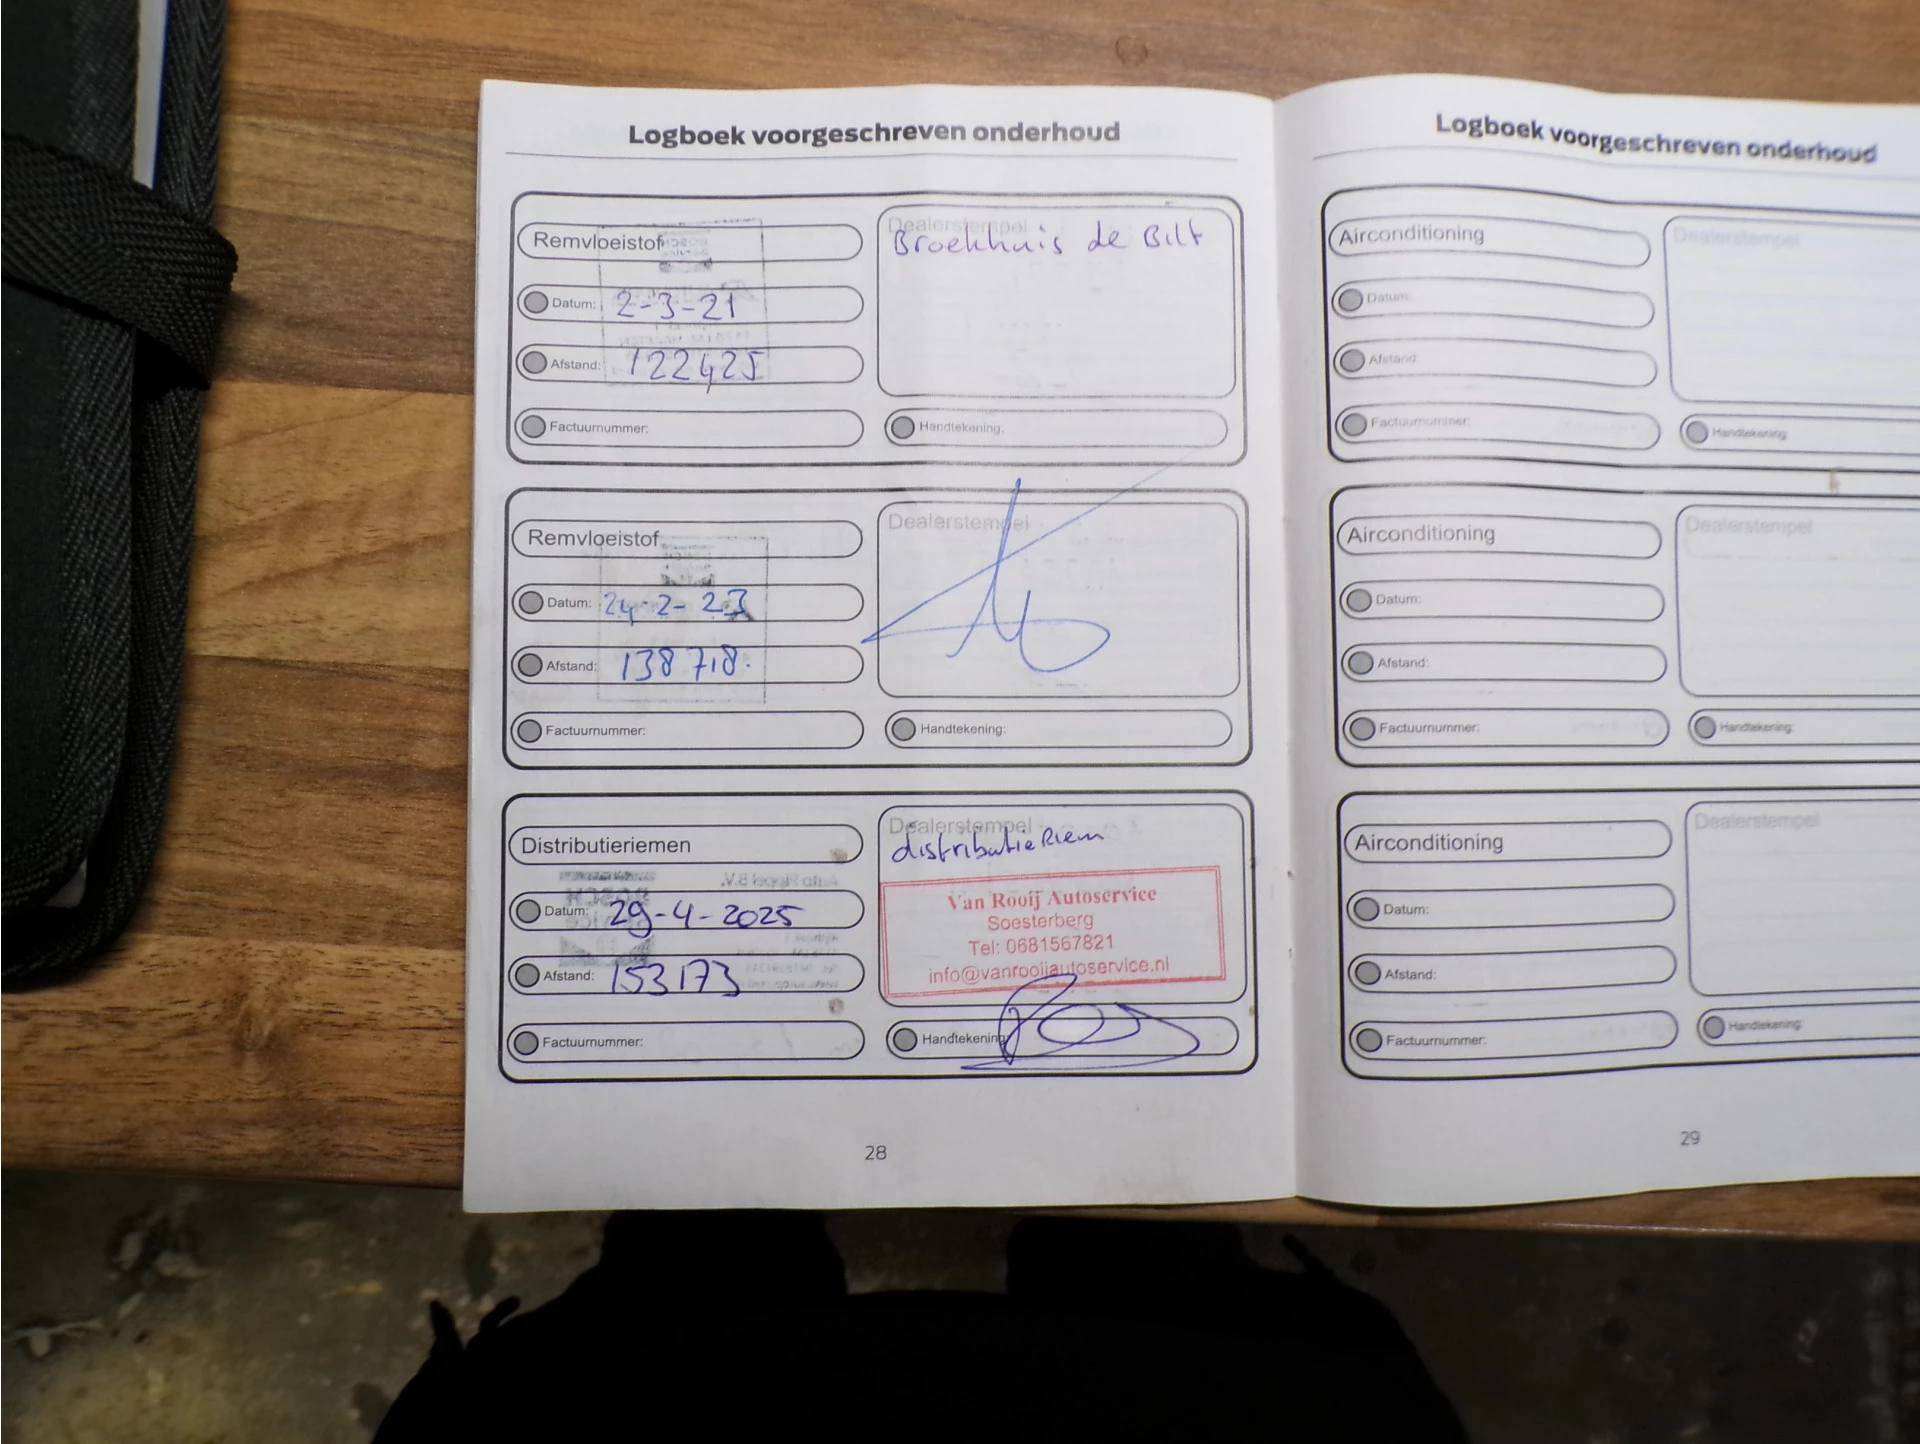 Logboek voorgeschreven onderhoud
Remvloeistof
Dealerstempel
Broekhuis de Bilt
Datum: 2-3-21
Afstand: 122425
Factuurnummer:
Handtekening:
Remvloeistof
Dealerstempel
Datum: 24-2-23
Afstand: 138718.
Factuurnummer:
Handtekening:
Distributieriemen
Dealerstempel
distributieRiem
Datum: 29-4-2025
Van Rooij Autoservice
Soesterberg
Tel: 0681567821
info@vanrooijautoservice.nl
Afstand: 153173
Factuurnummer:
Handtekening
28
Logboek voorgeschreven onderhoud
Airconditioning
Dealerstempel
Datum:
Afstand:
Factuurnummer:
Handtekening:
Airconditioning
Dealerstempel
Datum:
Afstand:
Factuurnummer:
Handtekening:
Airconditioning
Dealerstempel
Datum:
Afstand:
Factuurnummer:
Handtekening:
29